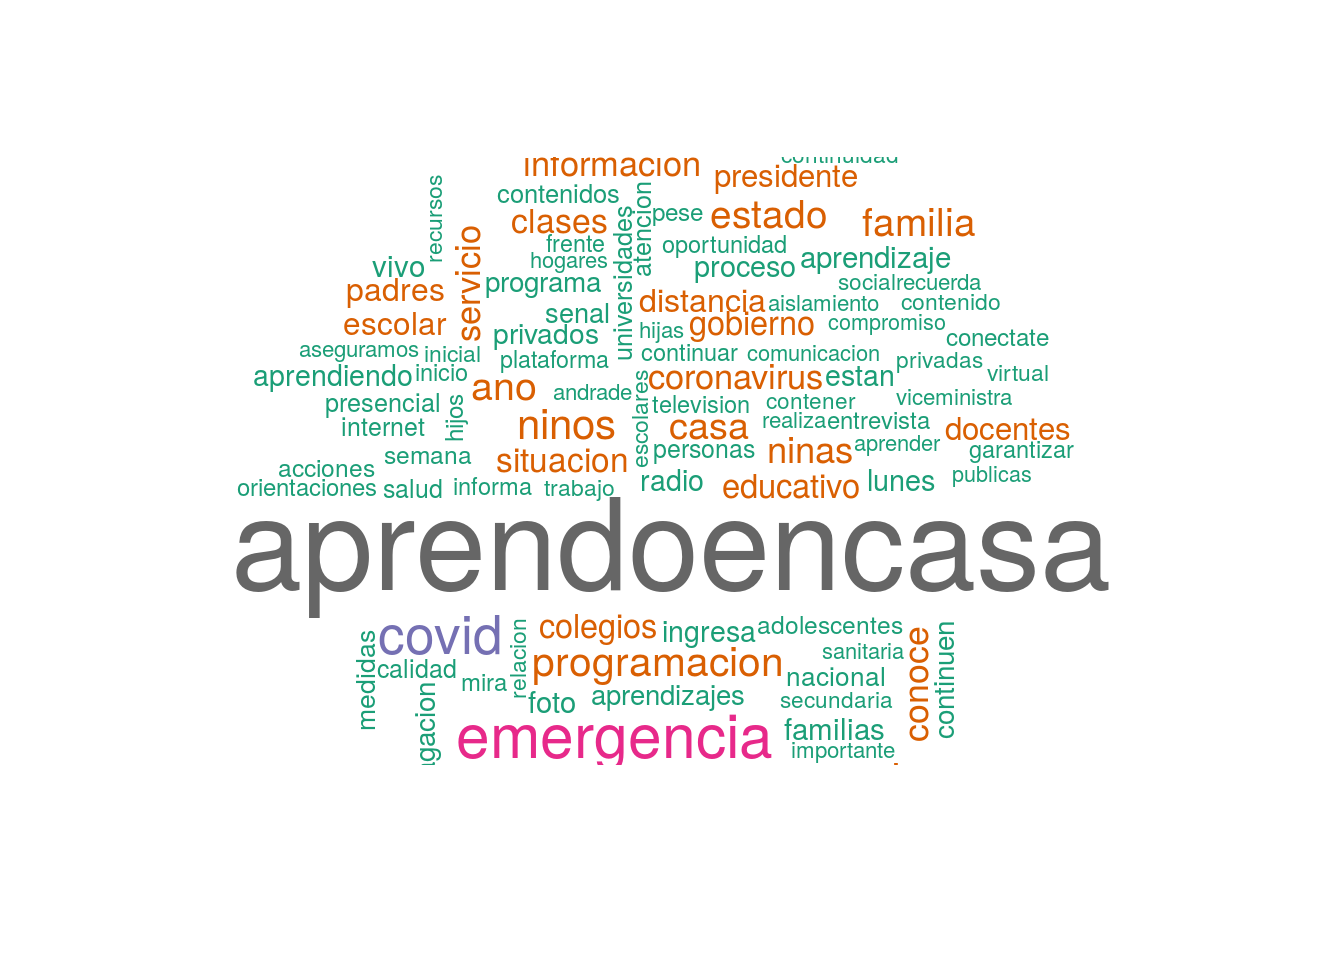 continuidad
informacion
presidente
recursos
contenidos
atencion
pese
estado
familia
clases
universidades
servicio
frente
oportunidad
hogares
aprendizaje
vivo
proceso
programa
socialrecuerda
padres
distancia
aislamiento
contenido
senal
escolar
privados
hijas
gobierno
compromiso
conectate
aseguramos
inicial
plataforma
continuar
comunicacion
privadas
aprendiendo
inicio
ano
andrade
coronavirus
estan
virtual
presencial
hijos
escolares
television
contener
viceministra
internet
ninos
casa
realiza
entrevista
docentes
semana
situacion
personas
ninas
aprender
garantizar
acciones
orientaciones
salud
informa
trabajo
radio
educativo
lunes
publicas
aprendoencasa
covid
relacion
colegios
ingresa
adolescentes
conoce
continuen
medidas
calidad
mira
programacion
sanitaria
nacional
foto
aprendizajes
secundaria
emergencia
familias
importante